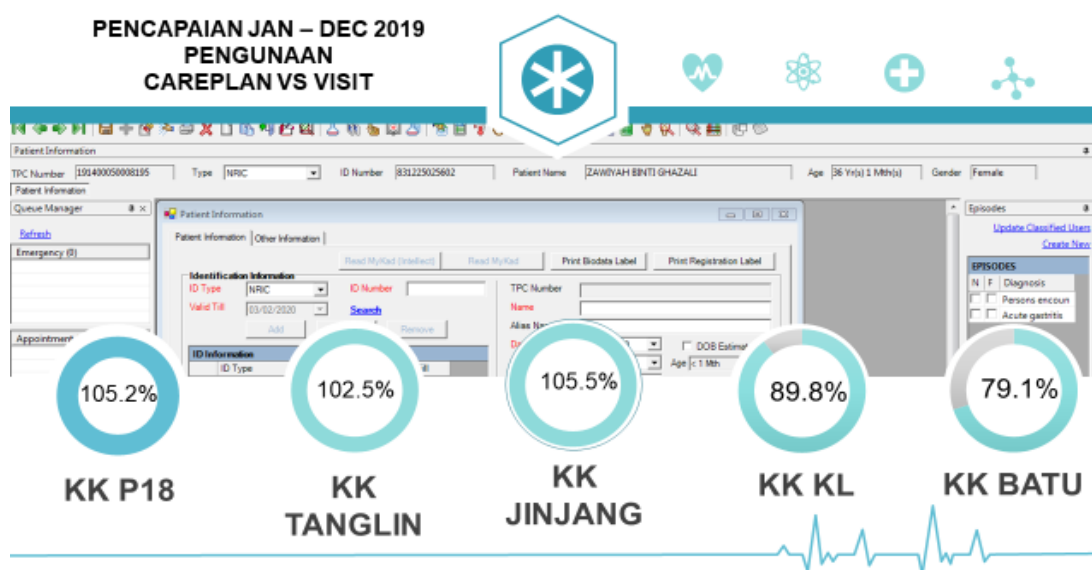 PENCAPAIAN JAN – DEC 2019
PENGUNAAN
CAREPLAN VS VISIT
Patient Information
TPC Number 191400050008195 Type NRIC ID Number 831225025602 Patient Name ZAWIYAH BINTI GHAZALI Age 36 Yr(s) 1 Mth(s) Gender Female
Patient Information
Queue Manager
Refresh
Emergency (0)
Appointment
Patient Information
Patient Information Other Information
Read MyKad (Intellect) Read MyKad Print Biodata Label Print Registration Label
Identification Information
ID Type NRIC ID Number
Valid Till 03/02/2020 Search
Add Remove
ID Information
ID Type
TPC Number
Name
Alias
DOB
Age < 1 Mth
Episodes
Update Classified Users
Create New
EPISODES
N F Diagnosis
Persons encoun
Acute gastritis
105.2%
102.5%
105.5%
89.8%
79.1%
KK P18
KK
TANGLIN
KK
JINJANG
KK KL
KK BATU